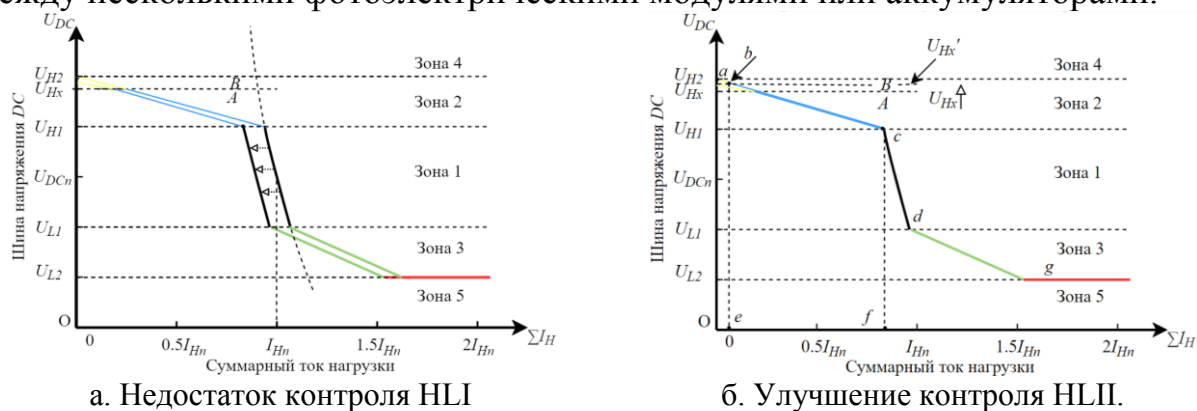 между несколькими фотоэлектрическими модулями или аккумуляторами.
U_DC
U_H2
U_Hx
U_H1
U_DCn
U_L1
U_L2
O
Шина напряжения DC
B
A
Зона 4
Зона 2
Зона 1
Зона 3
Зона 5
0
0.5I_Hn
I_Hn
1.5I_Hn
2I_Hn
∑I_H
Суммарный ток нагрузки
а. Недостаток контроля HLI
U_DC
U_H2
U_Hx
U_H1
U_DCn
U_L1
U_L2
O
Шина напряжения DC
a
b
U_Hx'
B
A
U_Hx
c
d
g
e
f
Зона 4
Зона 2
Зона 1
Зона 3
Зона 5
0
0.5I_Hn
I_Hn
1.5I_Hn
2I_Hn
∑I_H
Суммарный ток нагрузки
б. Улучшение контроля HLII.